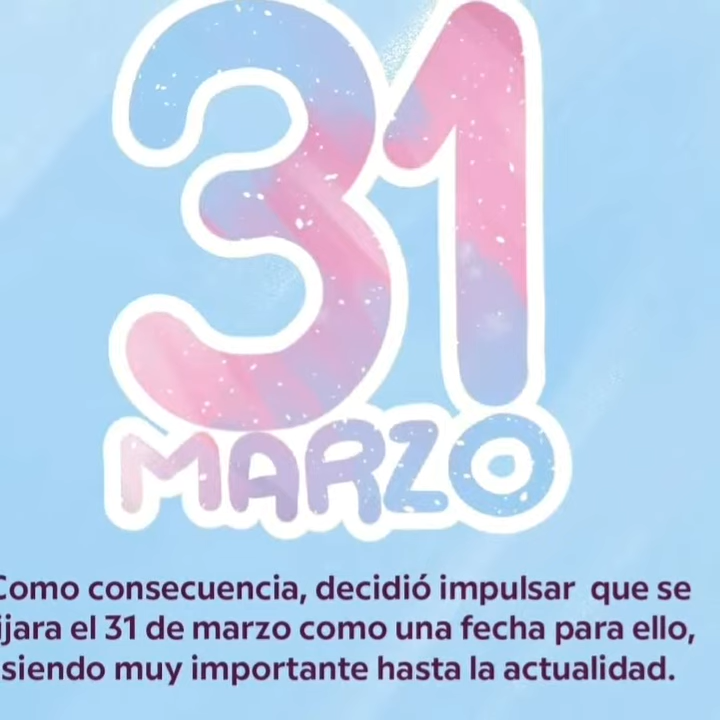 31
MARZO
Como consecuencia, decidió impulsar que se
ijara el 31 de marzo como una fecha para ello,
siendo muy importante hasta la actualidad.